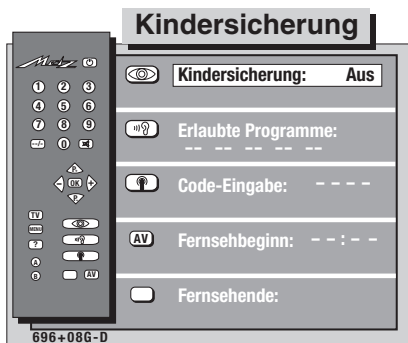 Kindersicherung
Metz
1 2 3
4 5 6
7 8 9
-/-- 0
P.
- OK +
P.
TV
MENU
?
A
B AV
Kindersicherung: Aus
Erlaubte Programme:
-- -- -- -- --
Code-Eingabe: - - - -
AV Fernsehbeginn: - - : - -
Fernsehende:
696+08G-D